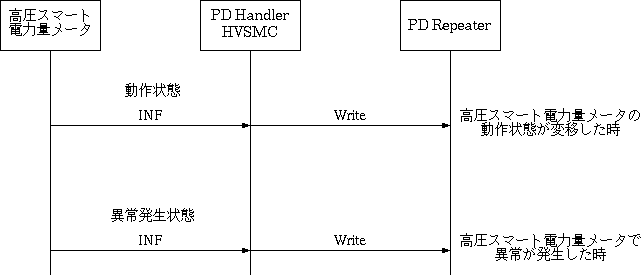 高圧スマート
電力量メータ
PD Handler
HVSMC
PD Repeater
動作状態
INF
Write
高圧スマート電力量メータの
動作状態が変移した時
異常発生状態
INF
Write
高圧スマート電力量メータで
異常が発生した時